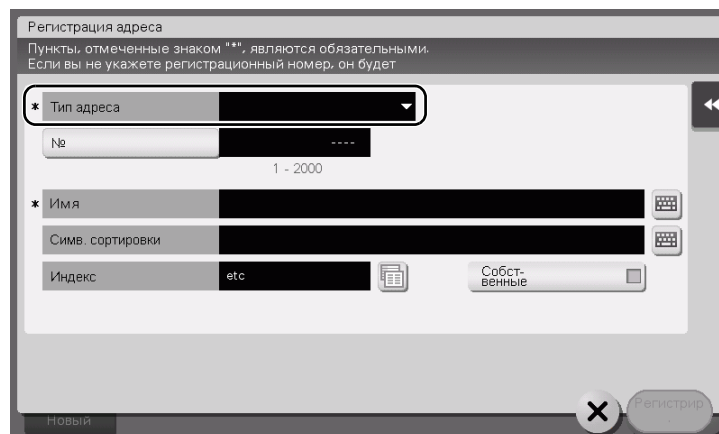 Регистрация адреса
Пункты, отмеченные знаком "*", являются обязательными.
Если вы не укажете регистрационный номер, он будет
* Тип адреса
№ ----
1 - 2000
* Имя
Симв. сортировки
Индекс etc Собст-
венные
Регистрир
Новый